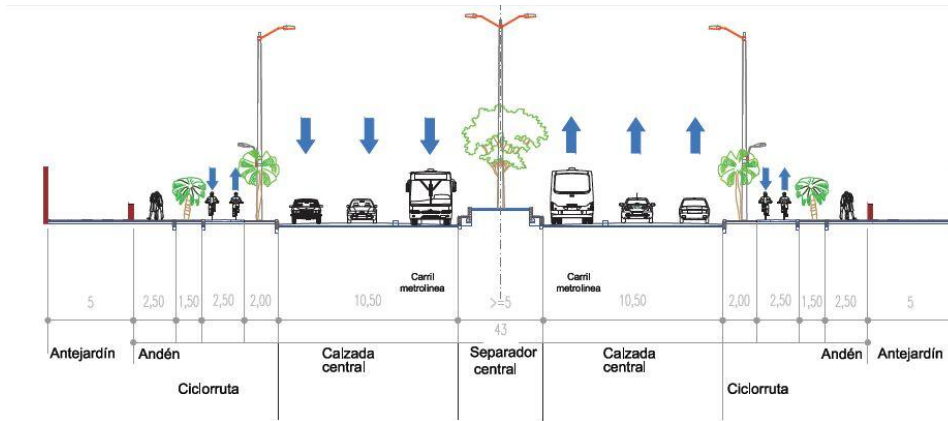 Carril
metrolinea
Carril
metrolinea
5 2,50 1,50 2,50 2,00 10,50 >=5 10,50 2,00 2,50 1,50 2,50 5
43
Antejardín Andén Calzada
central Separador
central Calzada
central Andén Antejardín
Ciclorruta Ciclorruta